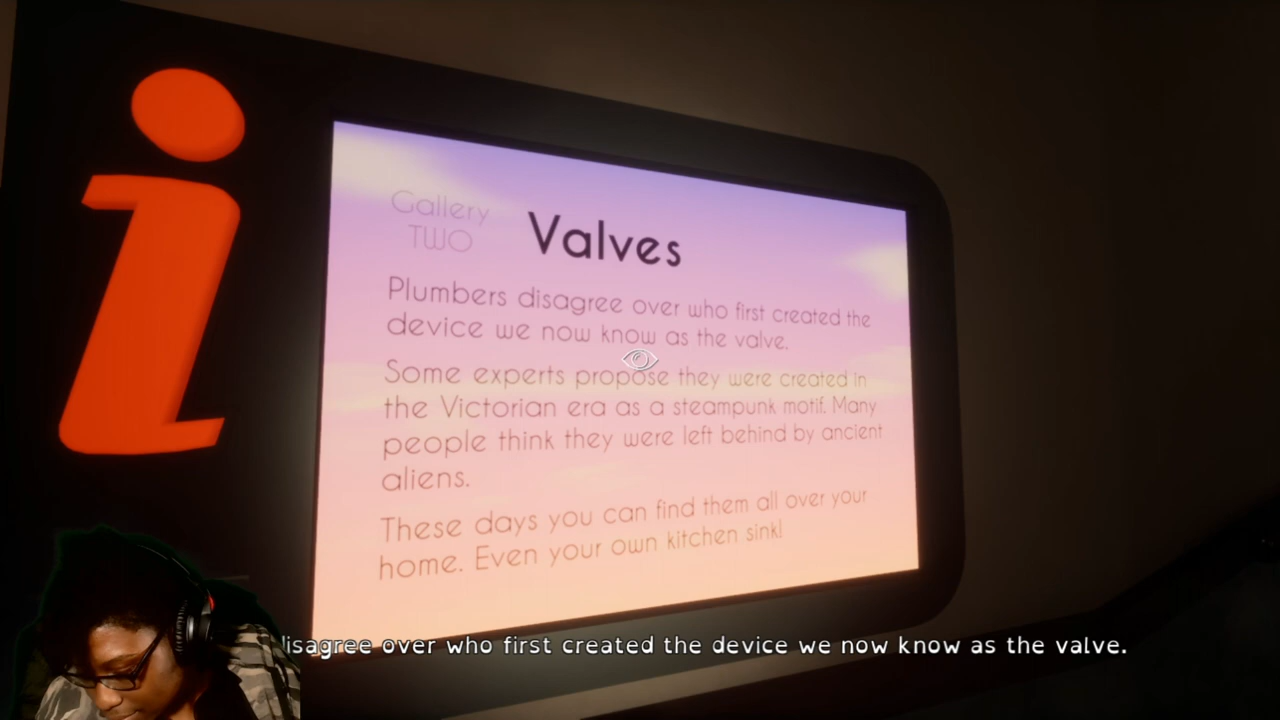 i
Gallery
TWO
Valves
Plumbers disagree over who first created the
device we now know as the valve.
Some experts propose they were created in
the Victorian era as a steampunk motif. Many
people think they were left behind by ancient
aliens.
These days you can find them all over your
home. Even your own kitchen sink!
disagree over who first created the device we now know as the valve.